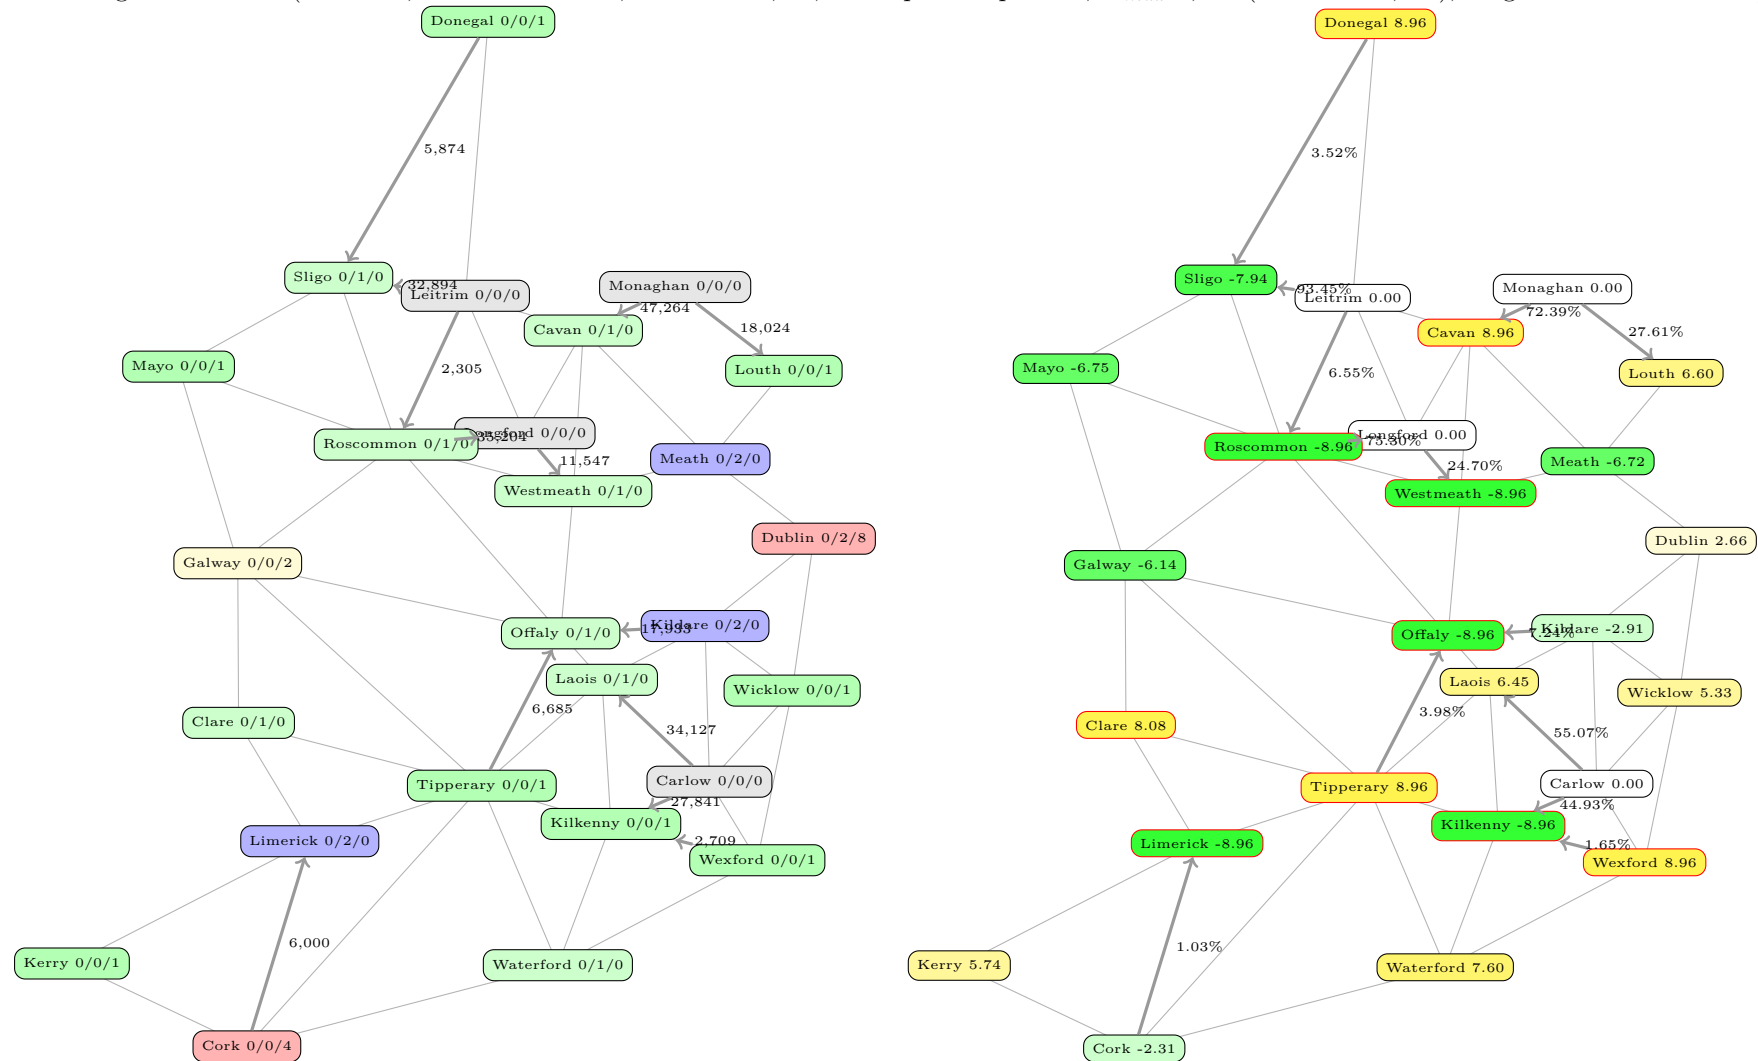 Donegal 0/0/1
5,874
Sligo 0/1/0
32,894
Leitrim 0/0/0
Monaghan 0/0/0
47,264
Cavan 0/1/0
18,024
Mayo 0/0/1
2,305
Louth 0/0/1
Roscommon 0/1/0
35,204
Longford 0/0/0
11,547
Meath 0/2/0
Westmeath 0/1/0
Dublin 0/2/8
Galway 0/0/2
Offaly 0/1/0
17,933
Kildare 0/2/0
Laois 0/1/0
Wicklow 0/0/1
6,685
Clare 0/1/0
34,127
Tipperary 0/0/1
Carlow 0/0/0
27,841
Kilkenny 0/0/1
2,709
Limerick 0/2/0
Wexford 0/0/1
6,000
Kerry 0/0/1
Waterford 0/1/0
Cork 0/0/4
Donegal 8.96
3.52%
Sligo -7.94
93.45%
Leitrim 0.00
Monaghan 0.00
72.39%
Cavan 8.96
27.61%
Mayo -6.75
6.55%
Louth 6.60
Roscommon -8.96
75.30%
Longford 0.00
24.70%
Meath -6.72
Westmeath -8.96
Dublin 2.66
Galway -6.14
Offaly -8.96
7.24%
Kildare -2.91
Laois 6.45
Wicklow 5.33
3.98%
Clare 8.08
55.07%
Tipperary 8.96
Carlow 0.00
44.93%
Kilkenny -8.96
1.65%
Limerick -8.96
Wexford 8.96
1.03%
Kerry 5.74
Waterford 7.60
Cork -2.31